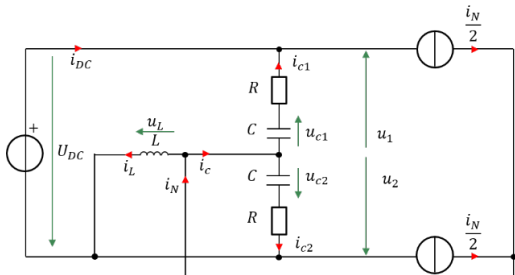 i_N
2
i_DC
i_c1
R
u_L
L
C
u_c1
u_1
+
U_DC
i_L
i_N
i_c
C
u_c2
u_2
R
i_c2
i_N
2